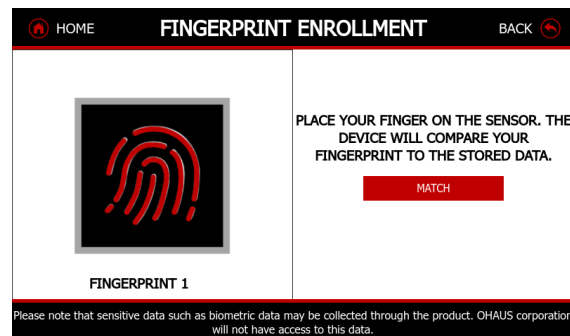 HOME
FINGERPRINT ENROLLMENT
BACK
PLACE YOUR FINGER ON THE SENSOR. THE
DEVICE WILL COMPARE YOUR
FINGERPRINT TO THE STORED DATA.
MATCH
FINGERPRINT 1
Please note that sensitive data such as biometric data may be collected through the product. OHAUS corporation
will not have access to this data.